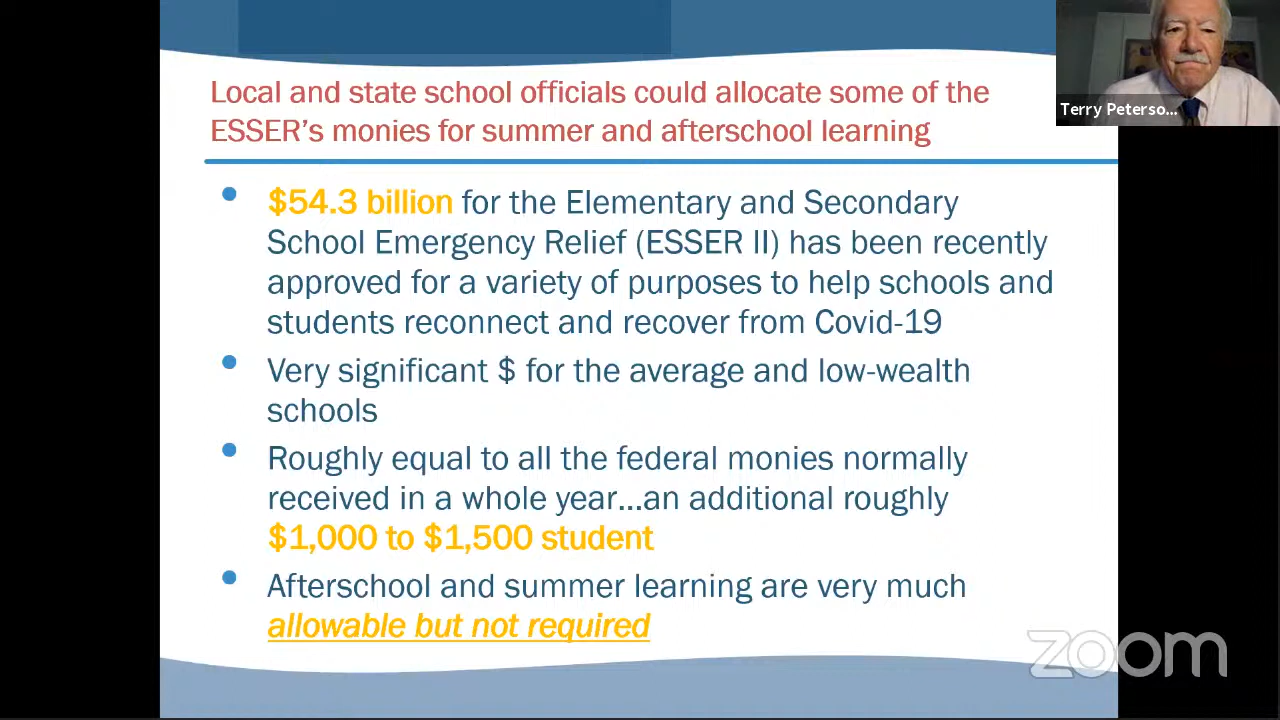 Local and state school officials could allocate some of the
ESSER's monies for summer and afterschool learning
Terry Peterso...
$54.3 billion for the Elementary and Secondary
School Emergency Relief (ESSER II) has been recently
approved for a variety of purposes to help schools and
students reconnect and recover from Covid-19
Very significant $ for the average and low-wealth
schools
Roughly equal to all the federal monies normally
received in a whole year...an additional roughly
$1,000 to $1,500 student
Afterschool and summer learning are very much
allowable but not required
zoom